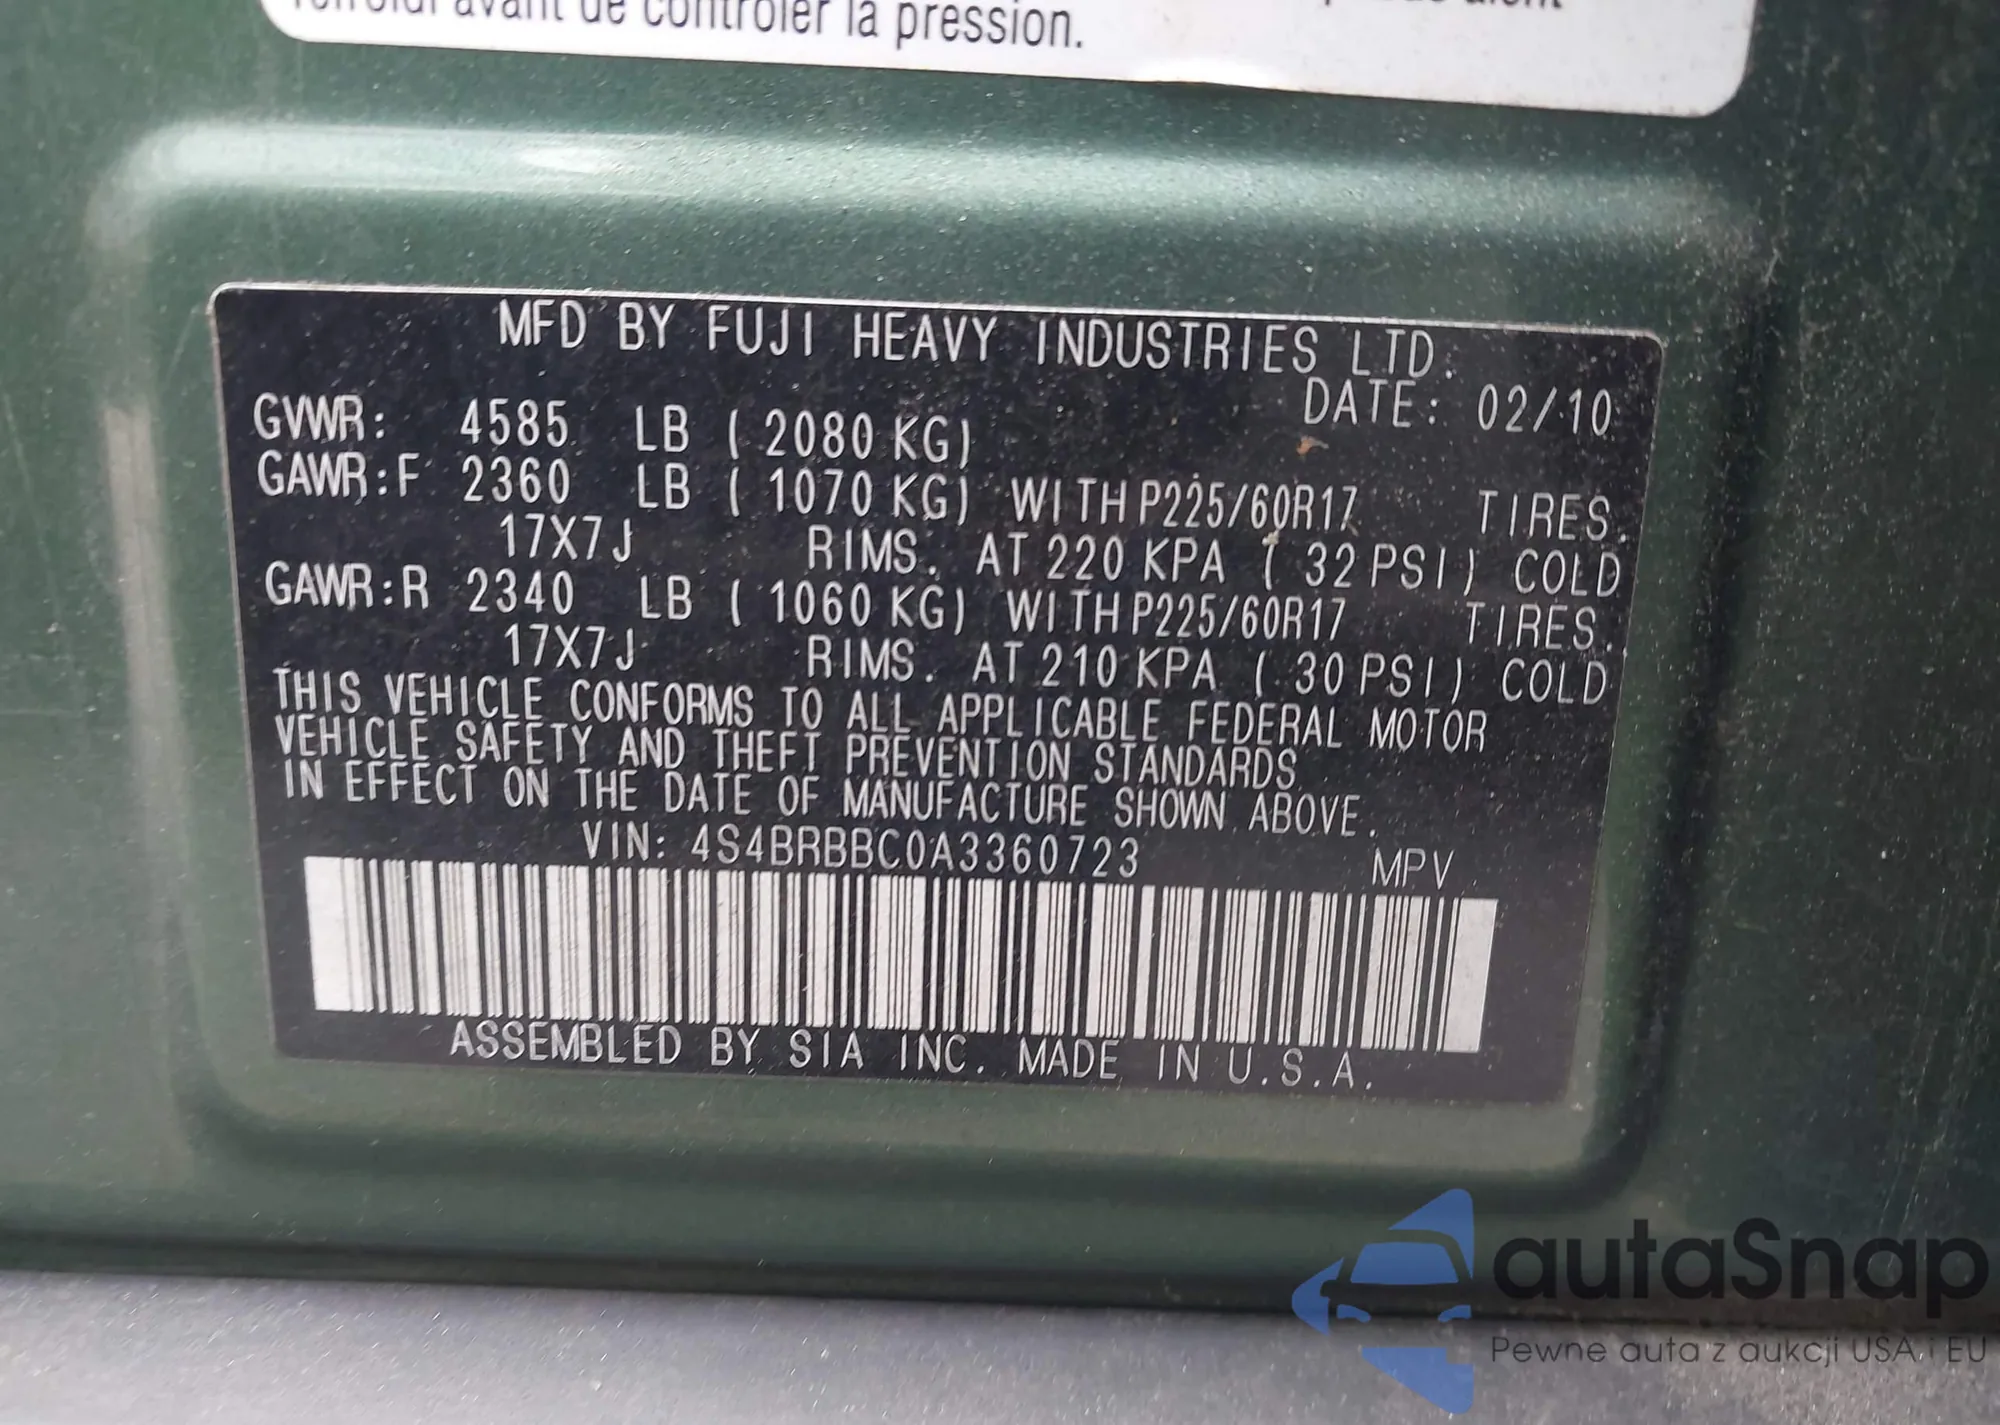 refroidi avant de contrôler la pression.
MFD BY FUJI HEAVY INDUSTRIES LTD.
DATE: 02/10
GVWR: 4585 LB ( 2080 KG)
GAWR:F 2360 LB ( 1070 KG) WITH P225/60R17 TIRES.
17X7J RIMS. AT 220 KPA ( 32 PSI) COLD
GAWR:R 2340 LB ( 1060 KG) WITH P225/60R17 TIRES.
17X7J RIMS. AT 210 KPA ( 30 PSI) COLD
THIS VEHICLE CONFORMS TO ALL APPLICABLE FEDERAL MOTOR
VEHICLE SAFETY AND THEFT PREVENTION STANDARDS
IN EFFECT ON THE DATE OF MANUFACTURE SHOWN ABOVE.
VIN: 4S4BRBBC0A3360723 MPV
ASSEMBLED BY SIA INC. MADE IN U.S.A.
autaSnap
Pewne auta z aukcji USA i EU